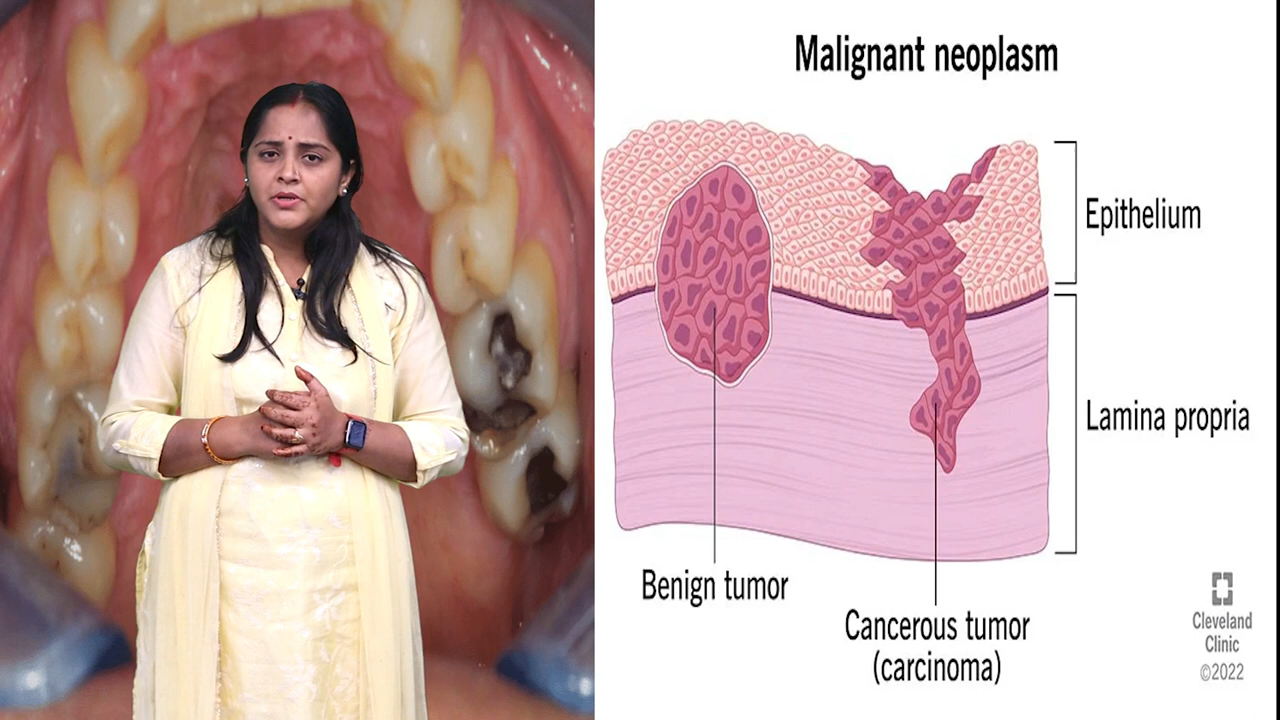 Malignant neoplasm
Epithelium
Lamina propria
Benign tumor
Cancerous tumor
(carcinoma)
Cleveland
Clinic
©2022